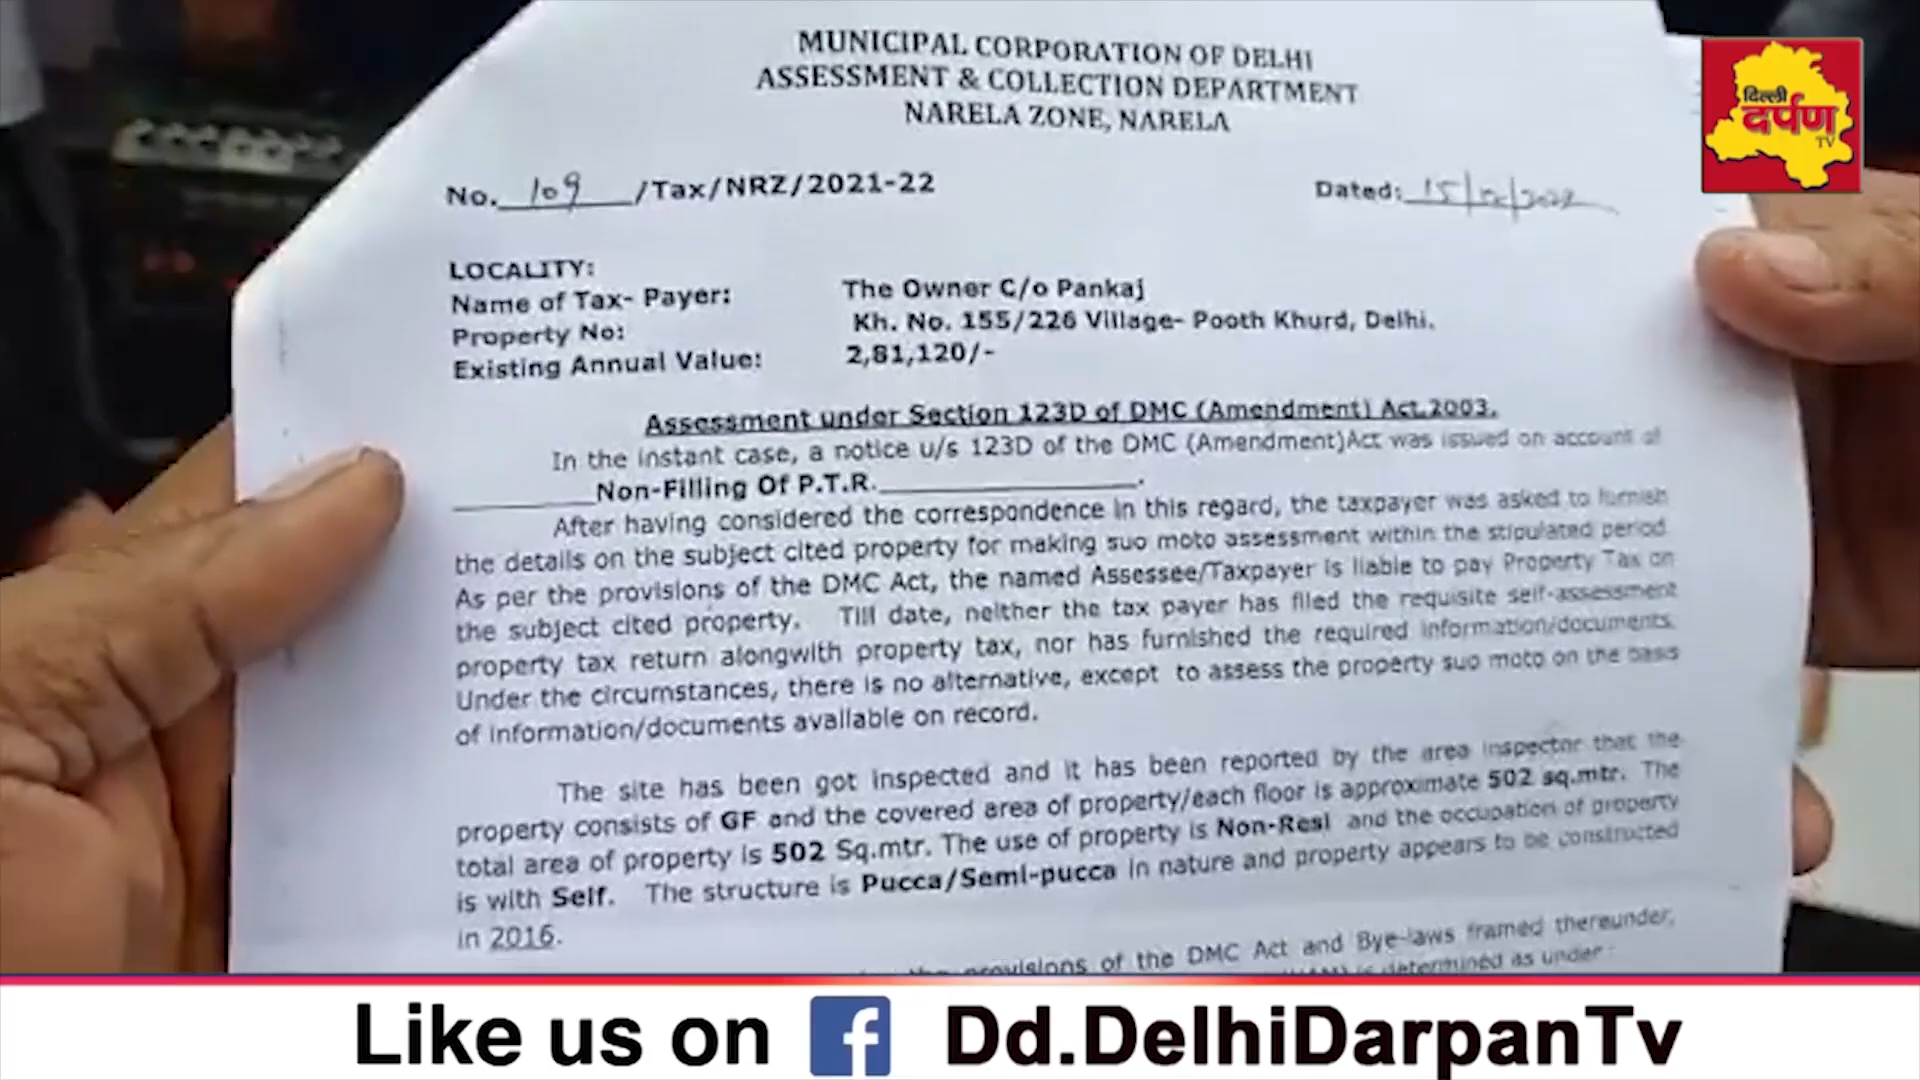 MUNICIPAL CORPORATION OF DELHI
ASSESSMENT & COLLECTION DEPARTMENT
NARELA ZONE, NARELA
दिल्ली
दर्पण
TV
No. 109 /Tax/NRZ/2021-22
Dated: 15/
LOCALITY:
Name of Tax- Payer: The Owner C/o Pankaj
Property No: Kh. No. 155/226 Village- Pooth Khurd, Delhi.
Existing Annual Value: 2,81,120/-
Assessment under Section 123D of DMC (Amendment) Act,2003.
In the instant case, a notice u/s 123D of the DMC (Amendment)Act was issued on account of
Non-Filling Of P.T.R.
After having considered the correspondence in this regard, the taxpayer was asked to furnish
the details on the subject cited property for making suo moto assessment within the stipulated period.
As per the provisions of the DMC Act, the named Assessee/Taxpayer is liable to pay Property Tax on
the subject cited property. Till date, neither the tax payer has filed the requisite self-assessment
property tax return alongwith property tax, nor has furnished the required information/documents.
Under the circumstances, there is no alternative, except to assess the property suo moto on the basis
of information/documents available on record.
The site has been got inspected and it has been reported by the area inspector that the
property consists of GF and the covered area of property/each floor is approximate 502 sq.mtr. The
total area of property is 502 Sq.mtr. The use of property is Non-Resi and the occupation of property
is with Self. The structure is Pucca/Semi-pucca in nature and property appears to be constructed
in 2016.
provisions of the DMC Act and Bye-laws framed thereunder,
is determined as under:
Like us on f Dd.DelhiDarpanTv